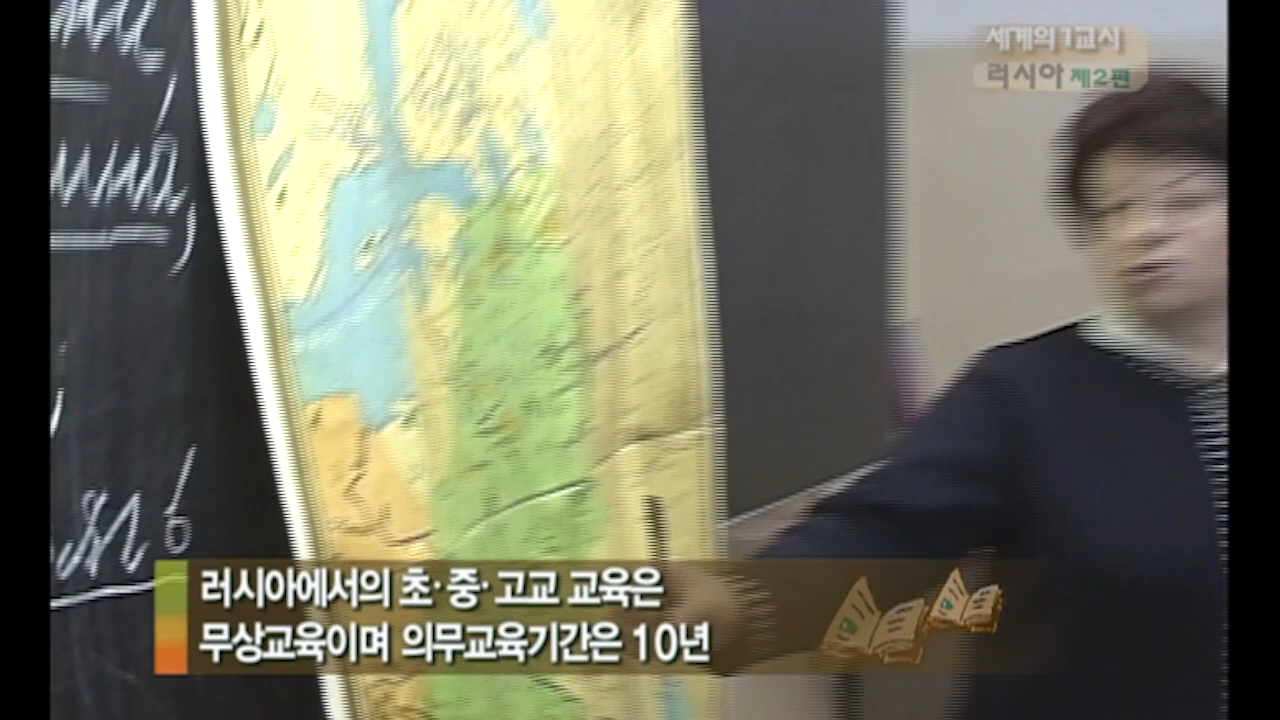 세계의 1교시
러시아 제2편
러시아에서의 초·중·고교 교육은
무상교육이며 의무교육기간은 10년